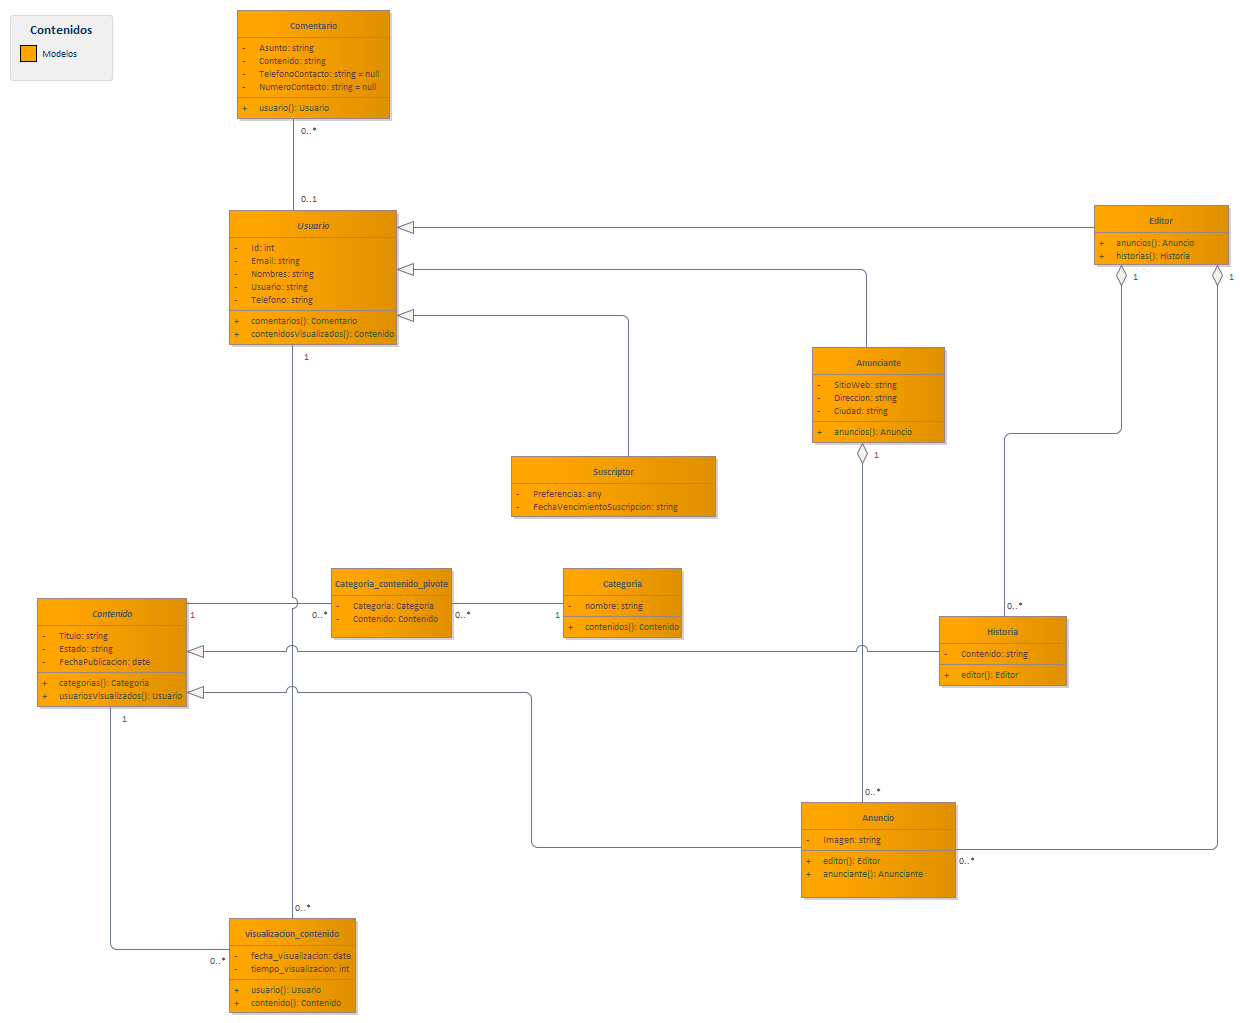 Contenidos
Modelos
Comentario
- Asunto: string
- Contenido: string
- TelefonoContacto: string = null
- NumeroContacto: string = null
+ usuario(): Usuario
0..*
0..1
Usuario
- Id: int
- Email: string
- Nombres: string
- Usuario: string
- Telefono: string
+ comentarios(): Comentario
+ contenidosVisualizados(): Contenido
1
Editor
+ anuncios(): Anuncio
+ historias(): Historia
1
1
Anunciante
- SitioWeb: string
- Direccion: string
- Ciudad: string
+ anuncios(): Anuncio
1
Suscriptor
- Preferencias: any
- FechaVencimientoSuscripcion: string
Categoria_contenido_pivote
- Categoria: Categoria
- Contenido: Contenido
0..*
0..*
Categoria
- nombre: string
+ contenidos(): Contenido
1
Contenido
- Titulo: string
- Estado: string
- FechaPublicacion: date
+ categorias(): Categoria
+ usuariosVisualizados(): Usuario
1
1
0..*
Historia
- Contenido: string
+ editor(): Editor
0..*
Anuncio
- Imagen: string
+ editor(): Editor
+ anunciante(): Anunciante
0..*
0..*
visualizacion_contenido
- fecha_visualizacion: date
- tiempo_visualizacion: int
+ usuario(): Usuario
+ contenido(): Contenido
0..*